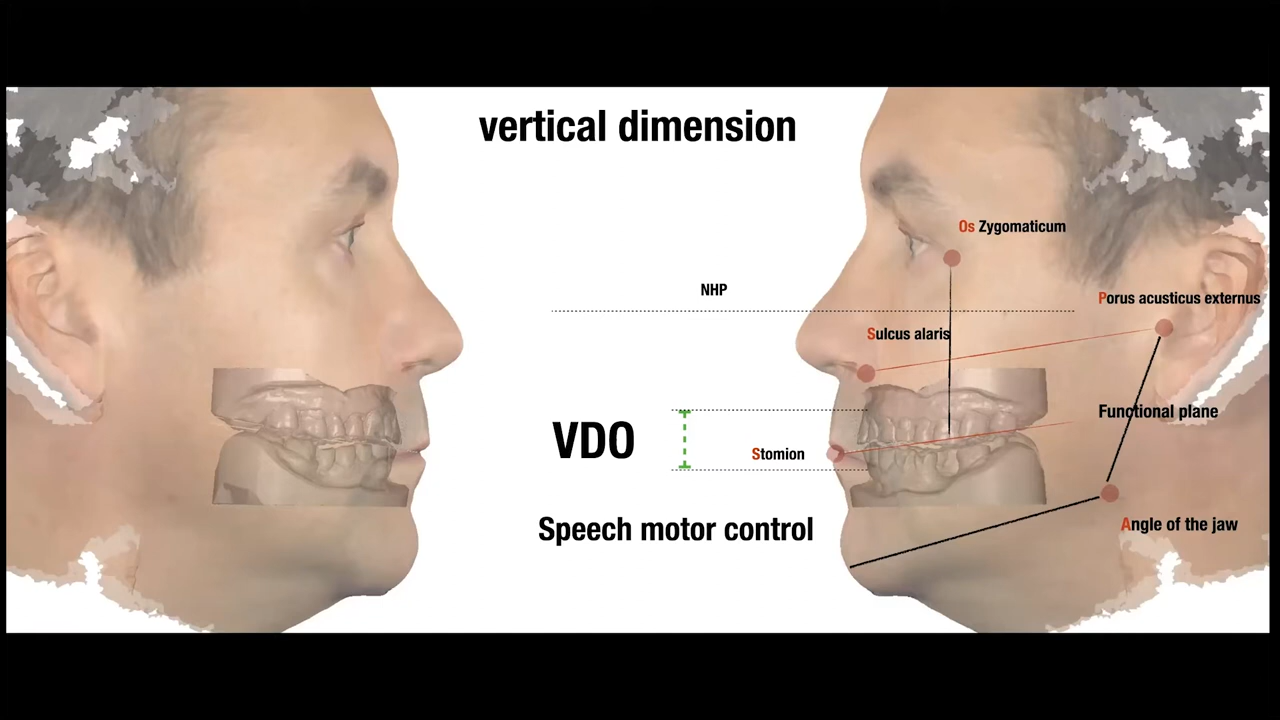 vertical dimension
Os Zygomaticum
NHP
Porus acusticus externus
Sulcus alaris
Functional plane
VDO
Stomion
Speech motor control
Angle of the jaw